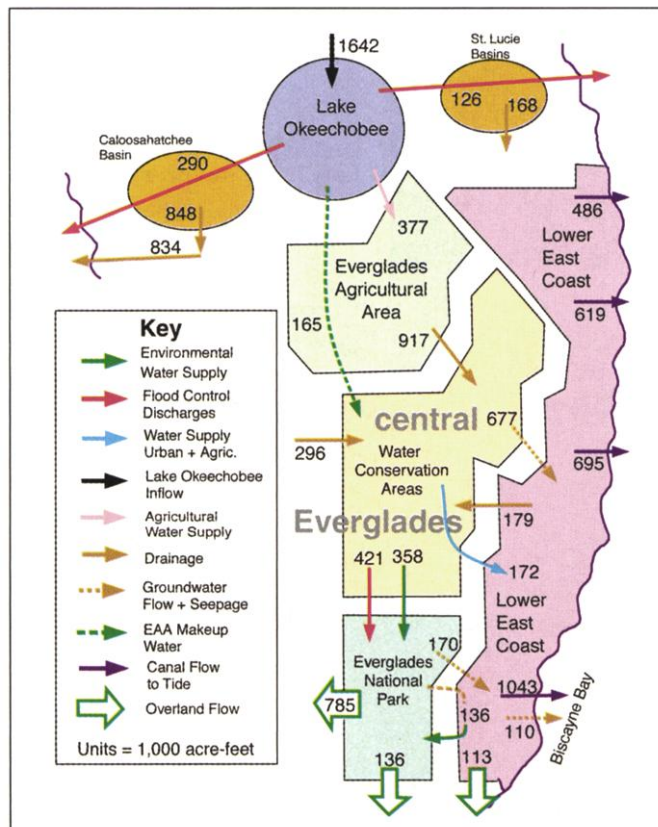 1642
St. Lucie
Basins
Lake
Okeechobee
126
168
Caloosahatchee
Basin
290
848
834
377
486
Lower
East
Coast
Everglades
Agricultural
Area
165
917
619
Key
Environmental
Water Supply
Flood Control
Discharges
Water Supply
Urban + Agric.
Lake Okeechobee
Inflow
Agricultural
Water Supply
Drainage
Groundwater
Flow + Seepage
EAA Makeup
Water
Canal Flow
to Tide
Overland Flow
Units = 1,000 acre-feet
central
677
296
Water
Conservation
Areas
695
179
Everglades
421
358
172
Lower
East
Coast
170
Everglades
National
Park
785
1043
136
110
Biscayne Bay
136
113